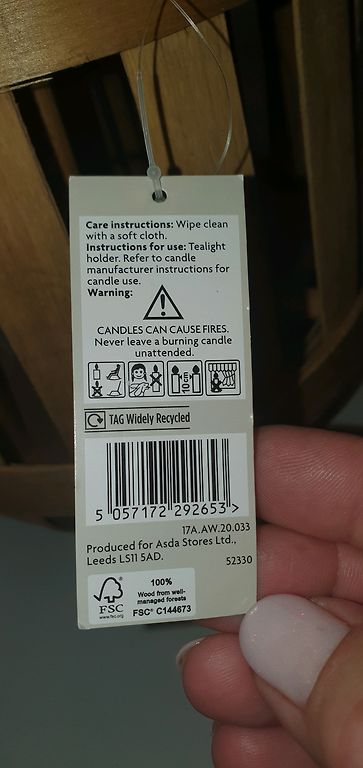 Care instructions: Wipe clean
with a soft cloth.
Instructions for use: Tealight
holder. Refer to candle
manufacturer instructions for
candle use.
Warning:
CANDLES CAN CAUSE FIRES.
Never leave a burning candle
unattended.
10cm
TAG Widely Recycled
5 057172 292653 >
17A.AW.20.033
Produced for Asda Stores Ltd.,
Leeds LS11 5AD.
52330
100%
Wood from well-
managed forests
FSC
www.fsc.org
FSC® C144673